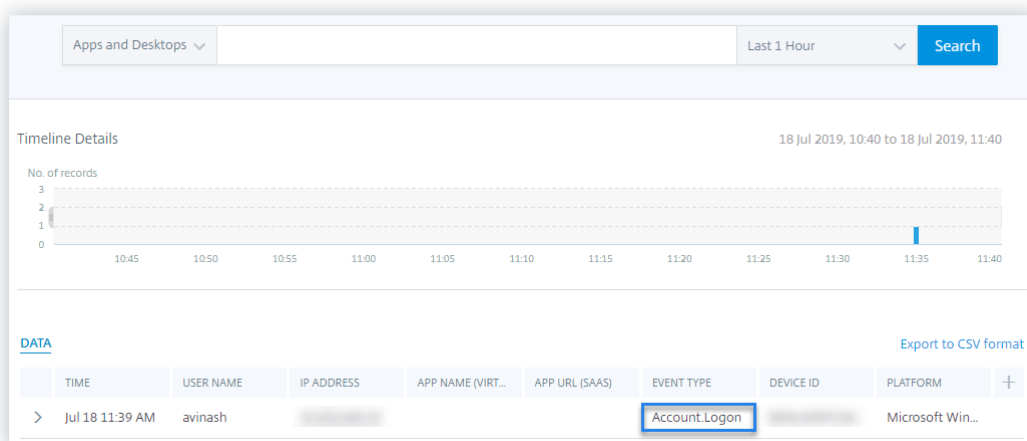 Apps and Desktops Last 1 Hour Search
Timeline Details 18 Jul 2019, 10:40 to 18 Jul 2019, 11:40
No. of records
3
2
1
0
10:45 10:50 10:55 11:00 11:05 11:10 11:15 11:20 11:25 11:30 11:35 11:40
DATA Export to CSV format
TIME USER NAME IP ADDRESS APP NAME (VIRT... APP URL (SAAS) EVENT TYPE DEVICE ID PLATFORM
Jul 18 11:39 AM avinash Account.Logon Microsoft Win...